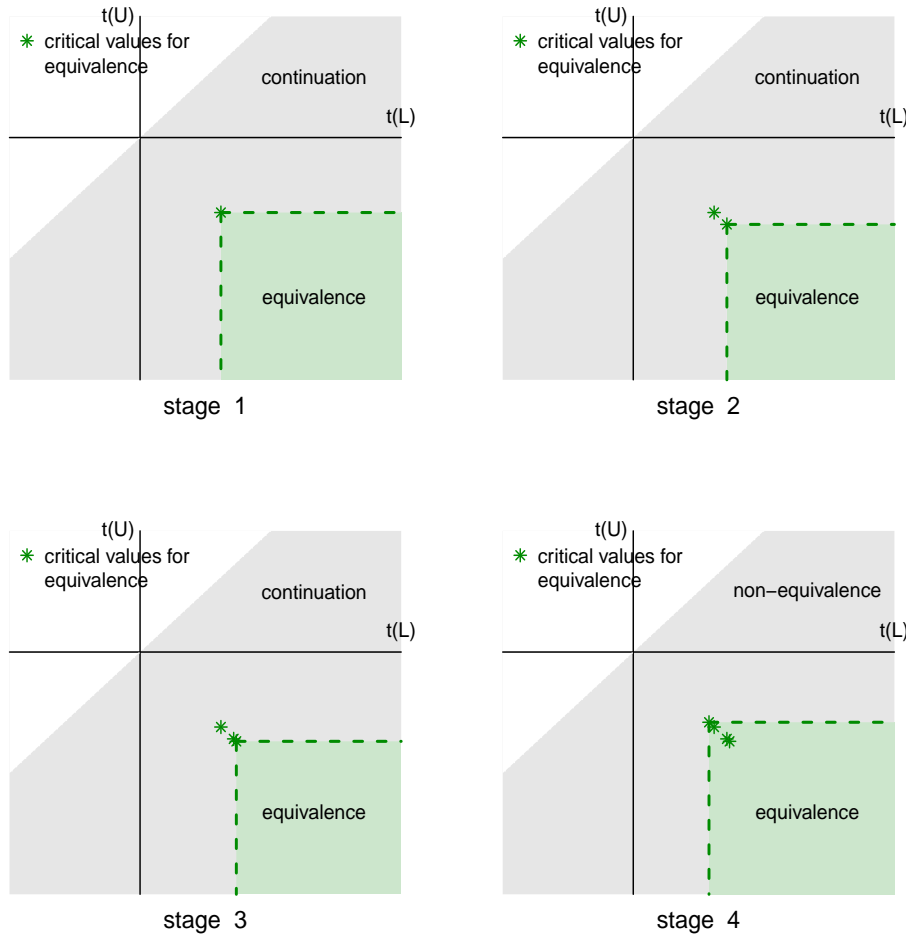 t(U)
critical values for
equivalence
continuation
t(L)
equivalence
stage 1
t(U)
critical values for
equivalence
continuation
t(L)
equivalence
stage 2
t(U)
critical values for
equivalence
continuation
t(L)
equivalence
stage 3
t(U)
critical values for
equivalence
non−equivalence
t(L)
equivalence
stage 4